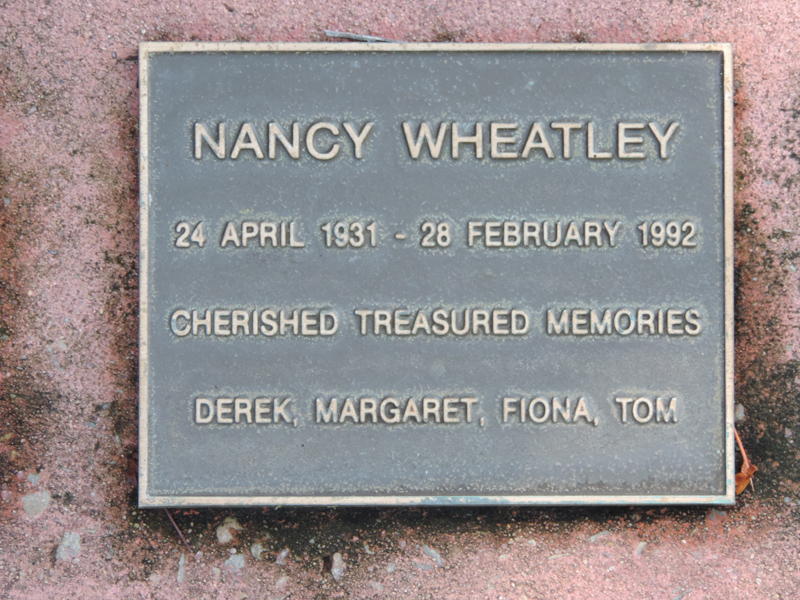 NANCY WHEATLEY
24 APRIL 1931 - 28 FEBRUARY 1992
CHERISHED TREASURED MEMORIES
DEREK, MARGARET, FIONA, TOM